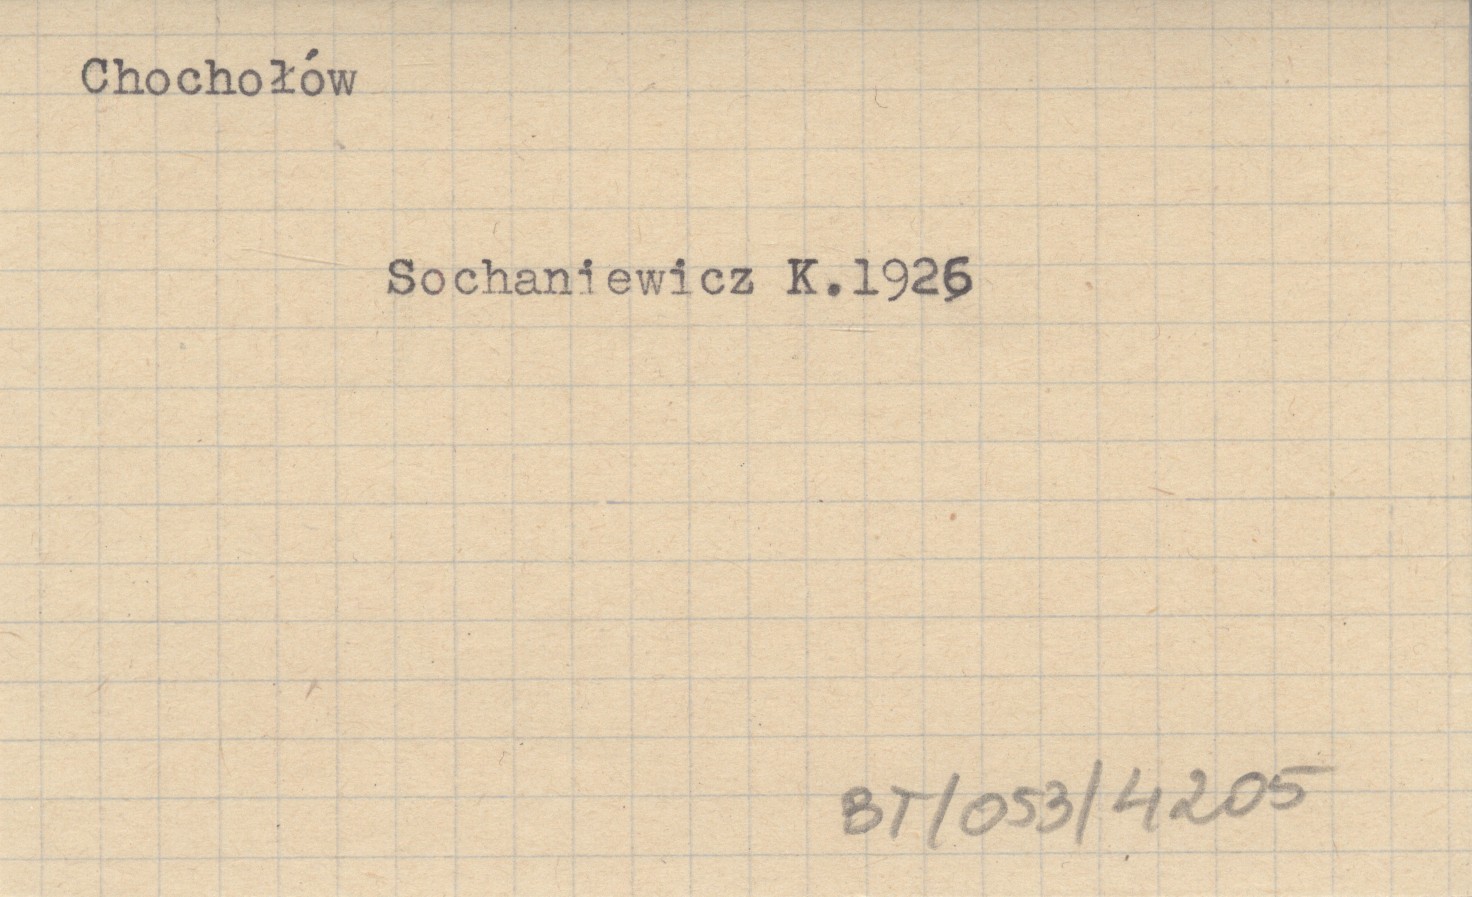 Chochołów
Sochaniewicz K.1926
BT/053/4205